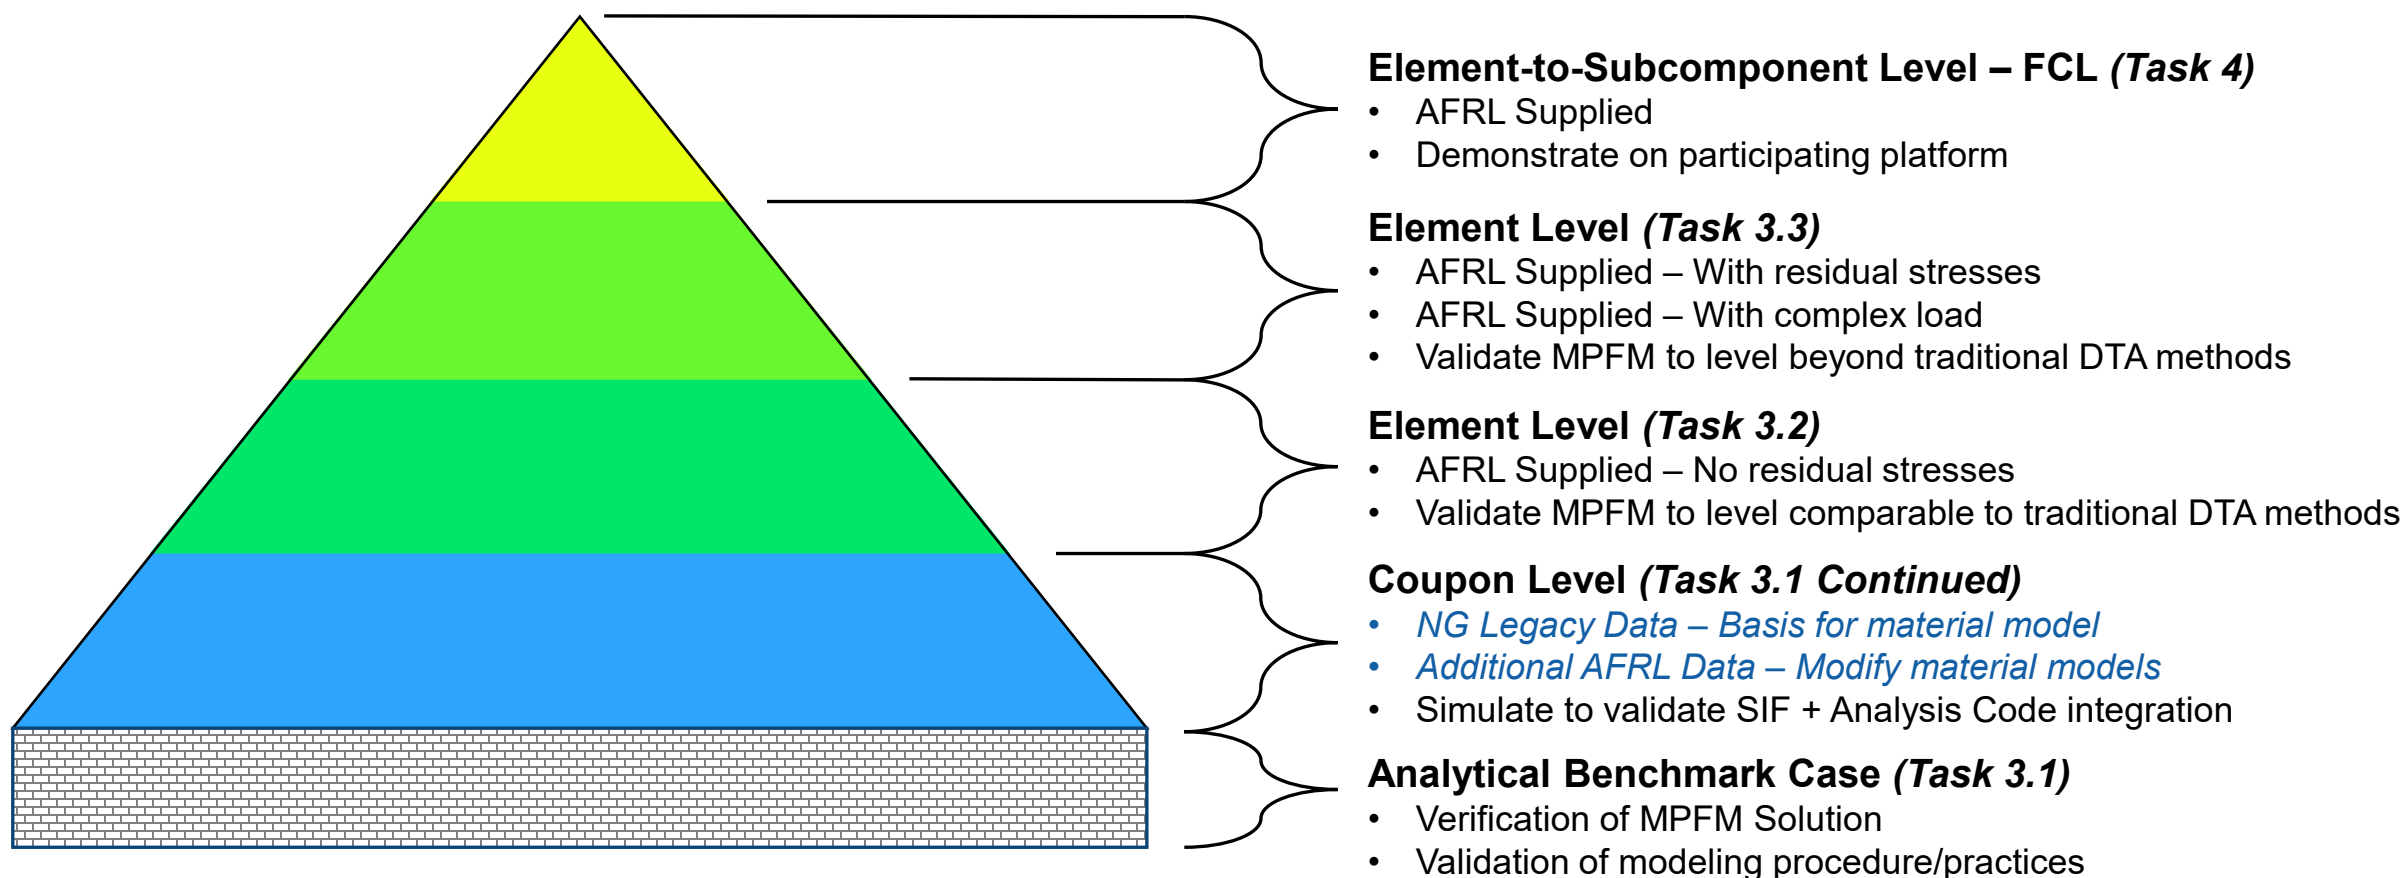 Element-to-Subcomponent Level – FCL (Task 4)
• AFRL Supplied
• Demonstrate on participating platform
Element Level (Task 3.3)
• AFRL Supplied – With residual stresses
• AFRL Supplied – With complex load
• Validate MPFM to level beyond traditional DTA methods
Element Level (Task 3.2)
• AFRL Supplied – No residual stresses
• Validate MPFM to level comparable to traditional DTA methods
Coupon Level (Task 3.1 Continued)
• NG Legacy Data – Basis for material model
• Additional AFRL Data – Modify material models
• Simulate to validate SIF + Analysis Code integration
Analytical Benchmark Case (Task 3.1)
• Verification of MPFM Solution
• Validation of modeling procedure/practices